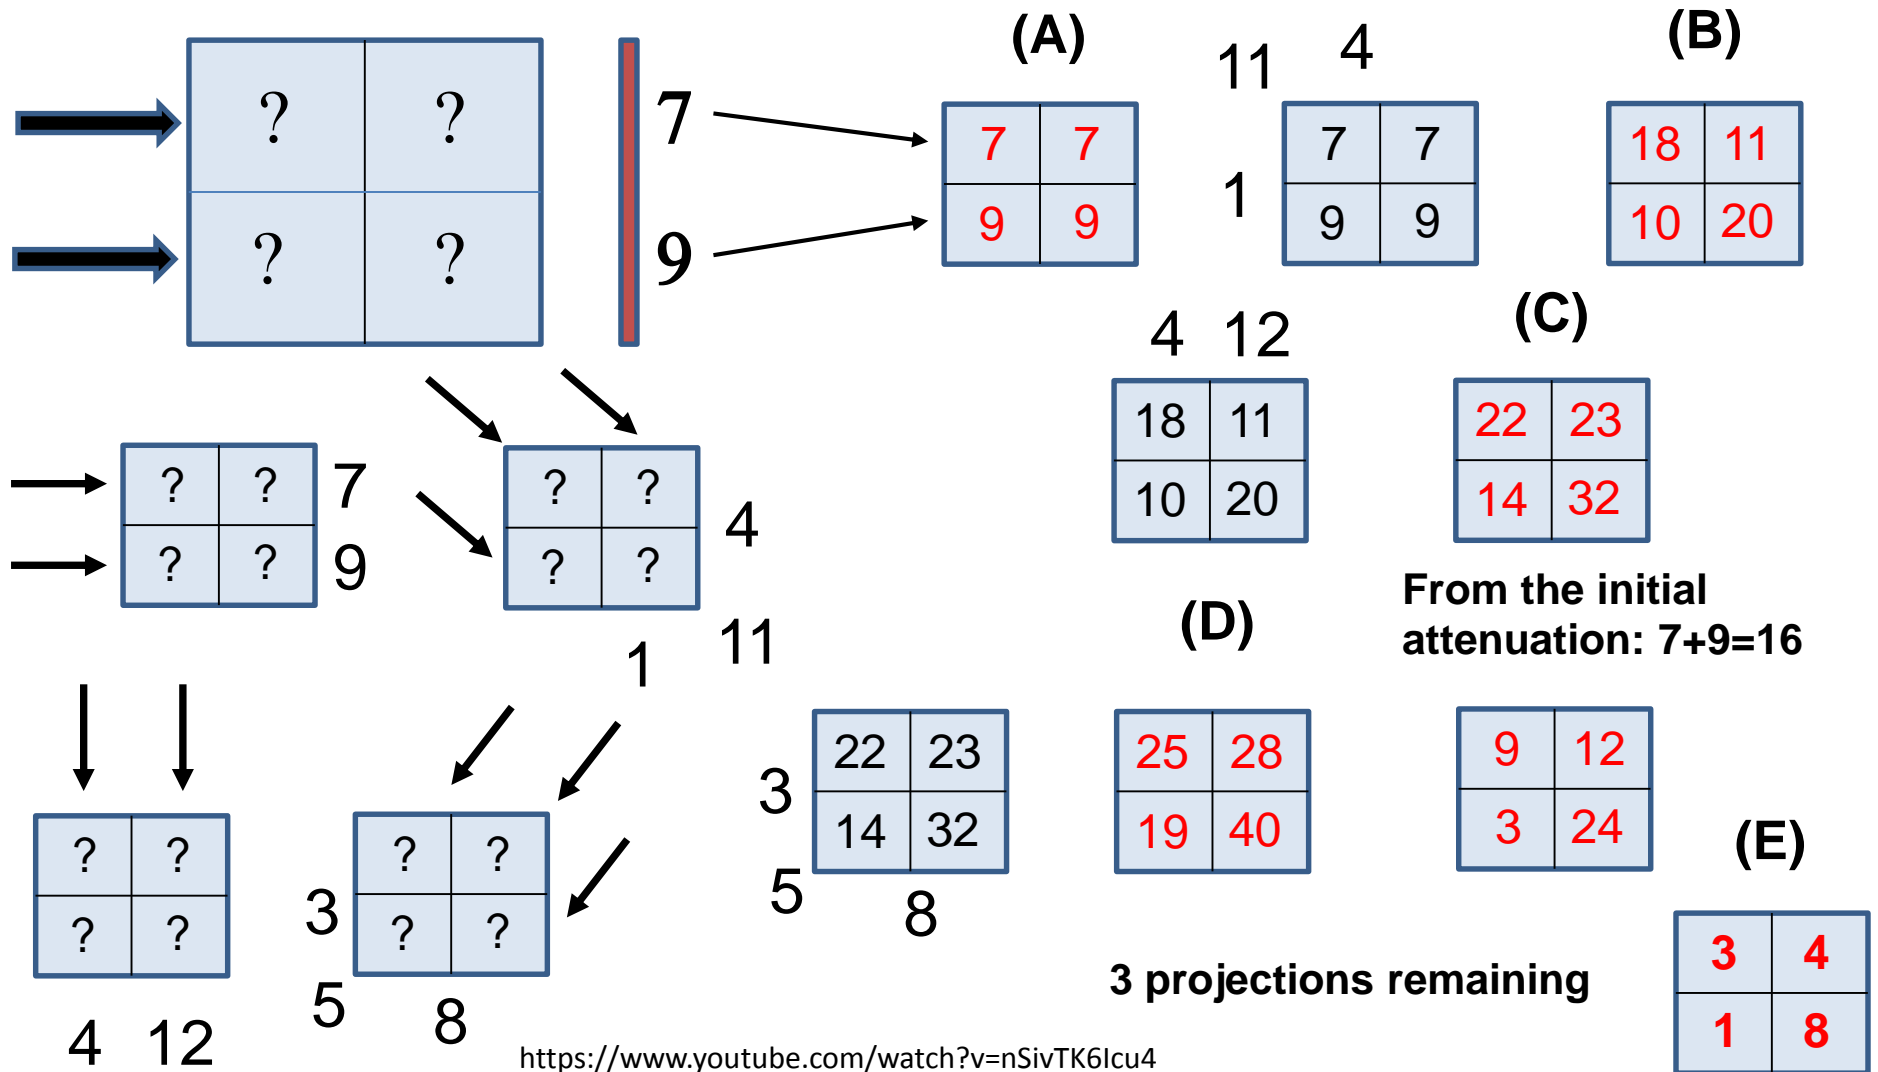 (A)
(B)
11 4
? ? 7
7 7
7 7
18 11
? ? 9
9 9
1 9 9
10 20
(C)
4 12
18 11
22 23
10 20
14 32
? ? 7
? ? 9
? ? 4
? ?
1 11
From the initial
attenuation: 7+9=16
(D)
3 22 23
14 32
5 8
25 28
19 40
9 12
3 24
(E)
? ?
? ?
4 12
? ?
3 ? ?
5 8
3 projections remaining
3 4
1 8
https://www.youtube.com/watch?v=nSivTK6Icu4